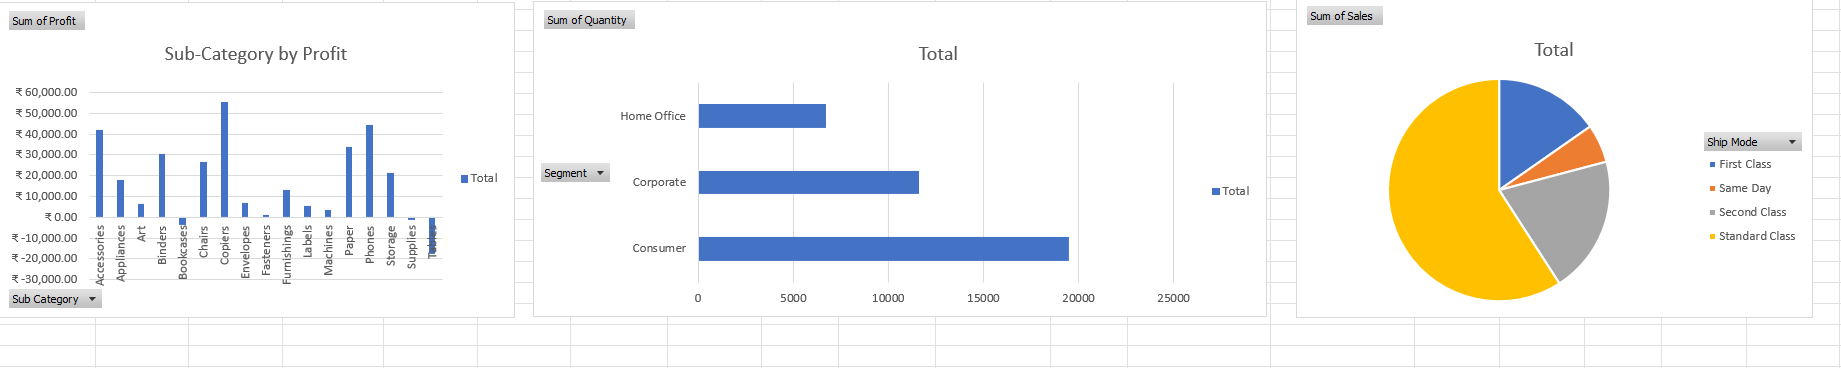 Sum of Profit
Sub-Category by Profit
₹ 60,000.00
₹ 50,000.00
₹ 40,000.00
₹ 30,000.00
₹ 20,000.00
₹ 10,000.00
₹ 0.00
₹ -10,000.00
₹ -20,000.00
₹ -30,000.00
Accessories
Appliances
Art
Binders
Bookcases
Chairs
Copiers
Envelopes
Fasteners
Furnishings
Labels
Machines
Paper
Phones
Storage
Supplies
Tables
Total
Sub Category
Sum of Quantity
Total
Home Office
Segment
Corporate
Consumer
0
5000
10000
15000
20000
25000
Total
Sum of Sales
Total
Ship Mode
First Class
Same Day
Second Class
Standard Class